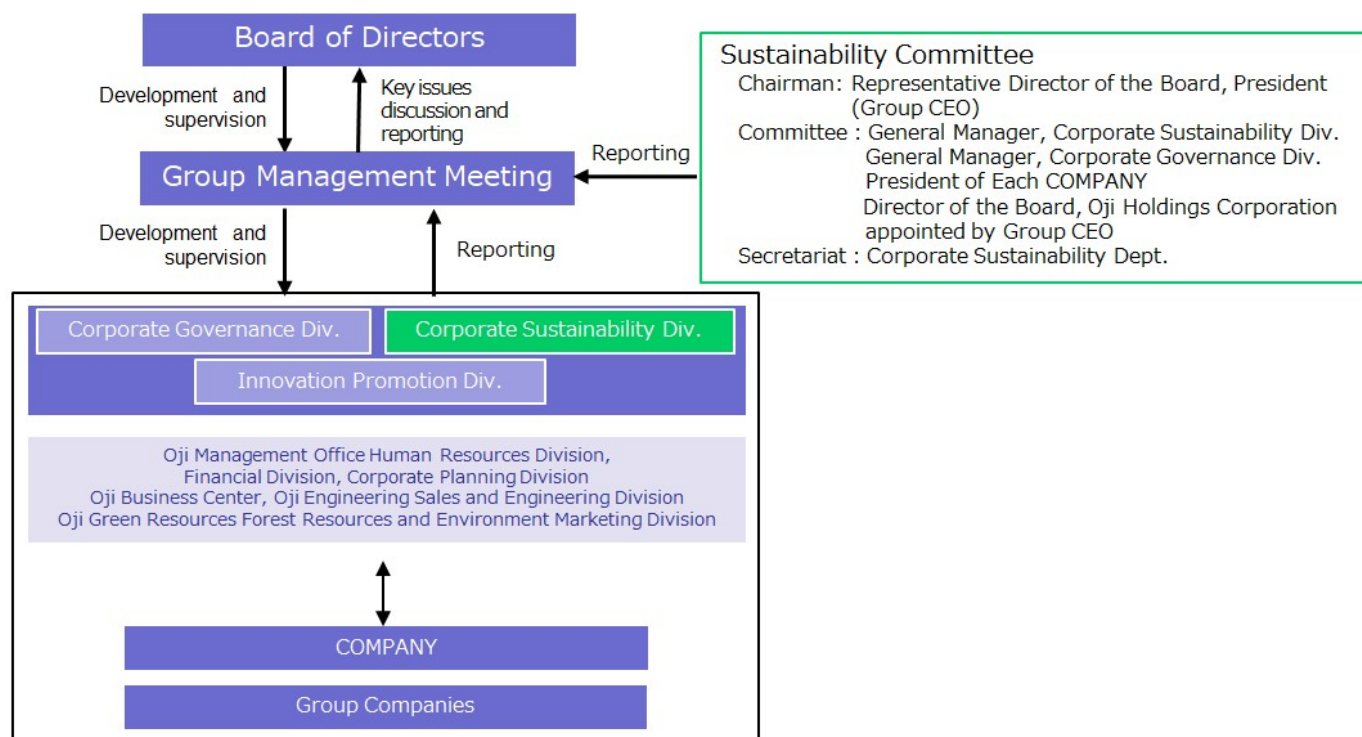 Board of Directors
Development and
supervision
Key issues
discussion and
reporting
Group Management Meeting
Reporting
Sustainability Committee
Chairman: Representative Director of the Board, President
(Group CEO)
Committee : General Manager, Corporate Sustainability Div.
General Manager, Corporate Governance Div.
President of Each COMPANY
Director of the Board, Oji Holdings Corporation
appointed by Group CEO
Secretariat : Corporate Sustainability Dept.
Development and
supervision
Reporting
Corporate Governance Div.
Corporate Sustainability Div.
Innovation Promotion Div.
Oji Management Office Human Resources Division,
Financial Division, Corporate Planning Division
Oji Business Center, Oji Engineering Sales and Engineering Division
Oji Green Resources Forest Resources and Environment Marketing Division
COMPANY
Group Companies